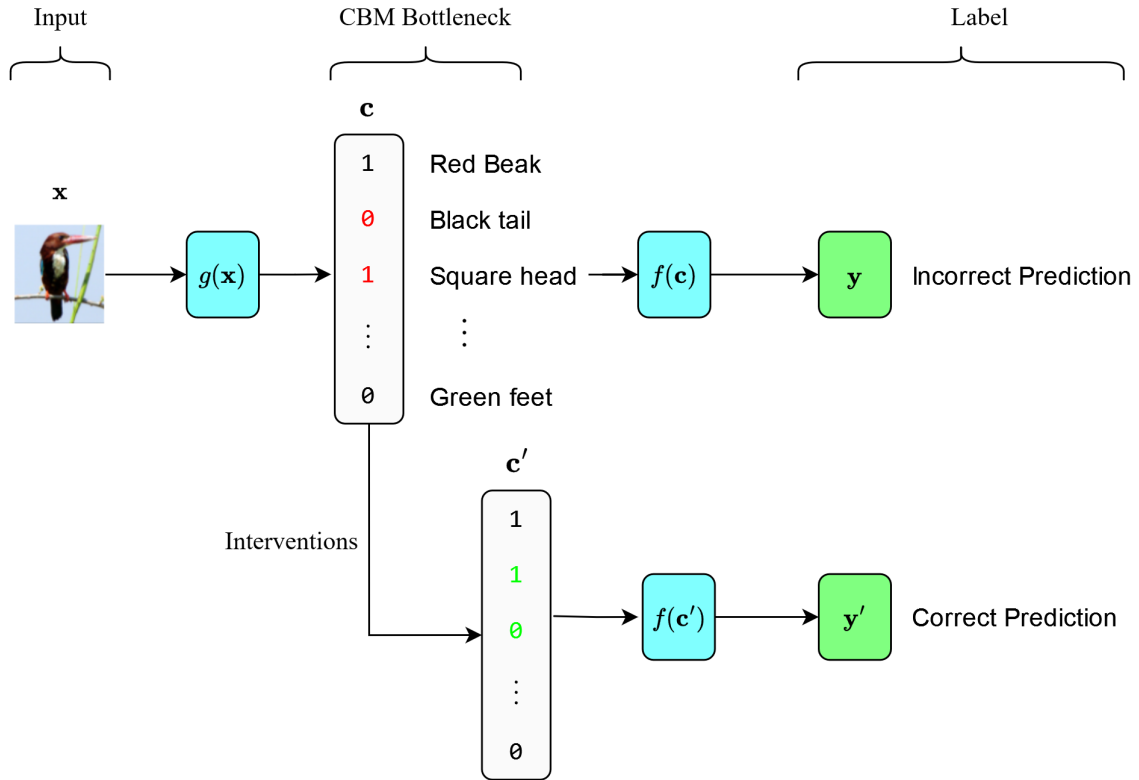 Input CBM Bottleneck Label
c
x
1 Red Beak
0 Black tail
g(x) 1 Square head f(c) y Incorrect Prediction
⋮ ⋮
0 Green feet
c′
1
Interventions
1
0 f(c′) y′ Correct Prediction
⋮
0